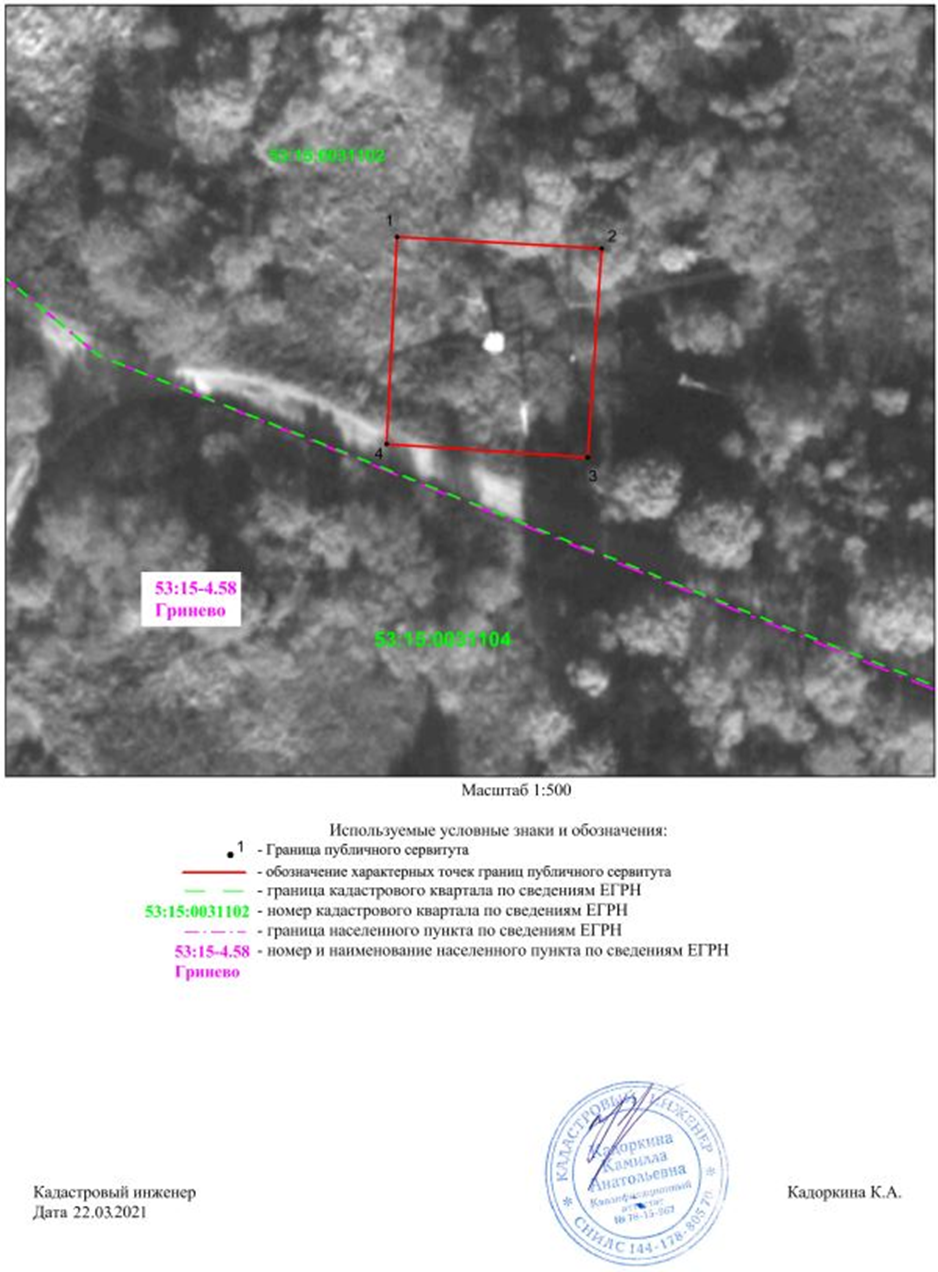 53:15:0031102
1
2
4
3
53:15-4.58
Гринево
53:15:0031104
Масштаб 1:500
Используемые условные знаки и обозначения:
1 - Граница публичного сервитута
- обозначение характерных точек границ публичного сервитута
- граница кадастрового квартала по сведениям ЕГРН
53:15:0031102 - номер кадастрового квартала по сведениям ЕГРН
- граница населенного пункта по сведениям ЕГРН
53:15-4.58 - номер и наименование населенного пункта по сведениям ЕГРН
Гринево
КАДАСТРОВЫЙ ИНЖЕНЕР
Кадоркина
Камилла
Анатольевна
Квалификационный
аттестат
СНИЛС 144-178-805 70
Кадастровый инженер
Дата 22.03.2021
Кадоркина К.А.